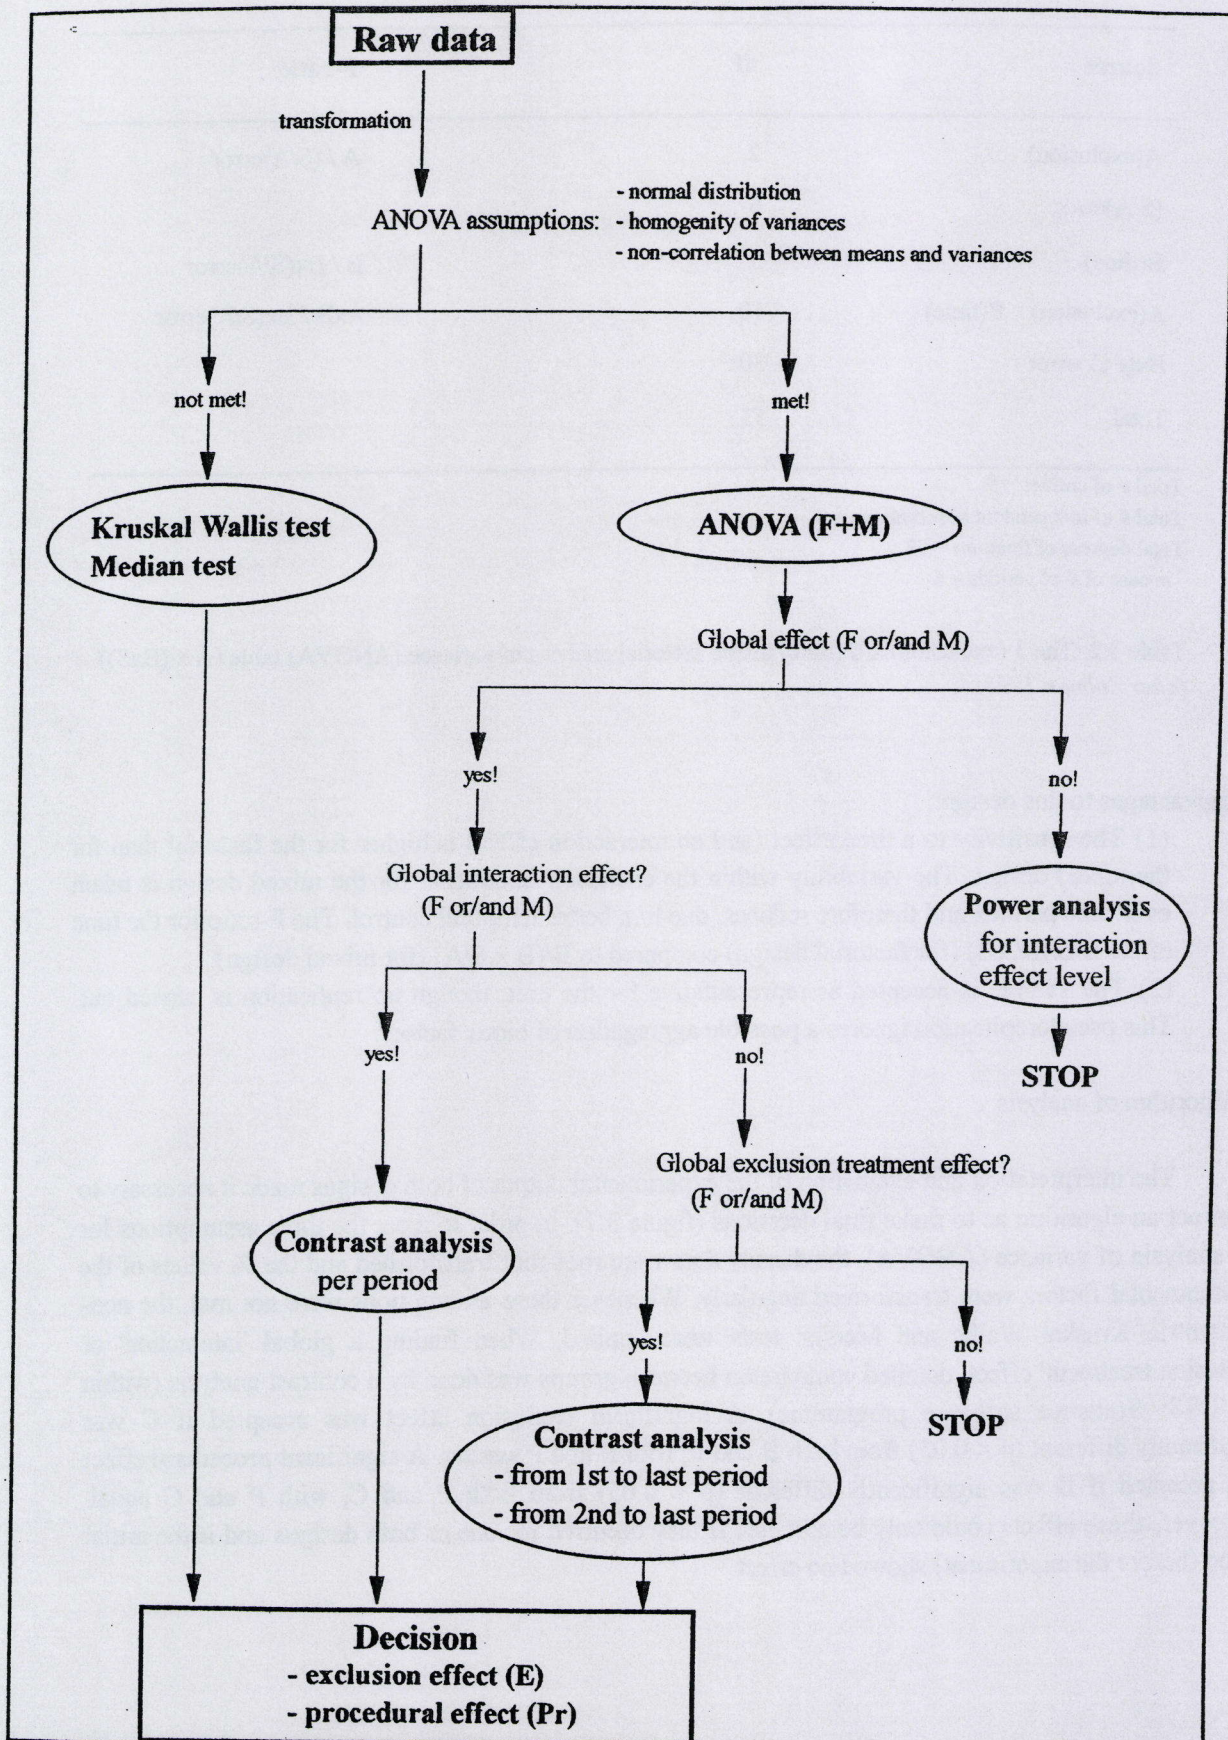 Raw data
transformation
ANOVA assumptions:
- normal distribution
- homogenity of variances
- non-correlation between means and variances
not met!
met!
Kruskal Wallis test
Median test
ANOVA (F+M)
Global effect (F or/and M)
yes!
no!
Global interaction effect?
(F or/and M)
Power analysis
for interaction
effect level
STOP
yes!
no!
Global exclusion treatment effect?
(F or/and M)
Contrast analysis
per period
yes!
no!
STOP
Contrast analysis
- from 1st to last period
- from 2nd to last period
Decision
- exclusion effect (E)
- procedural effect (Pr)